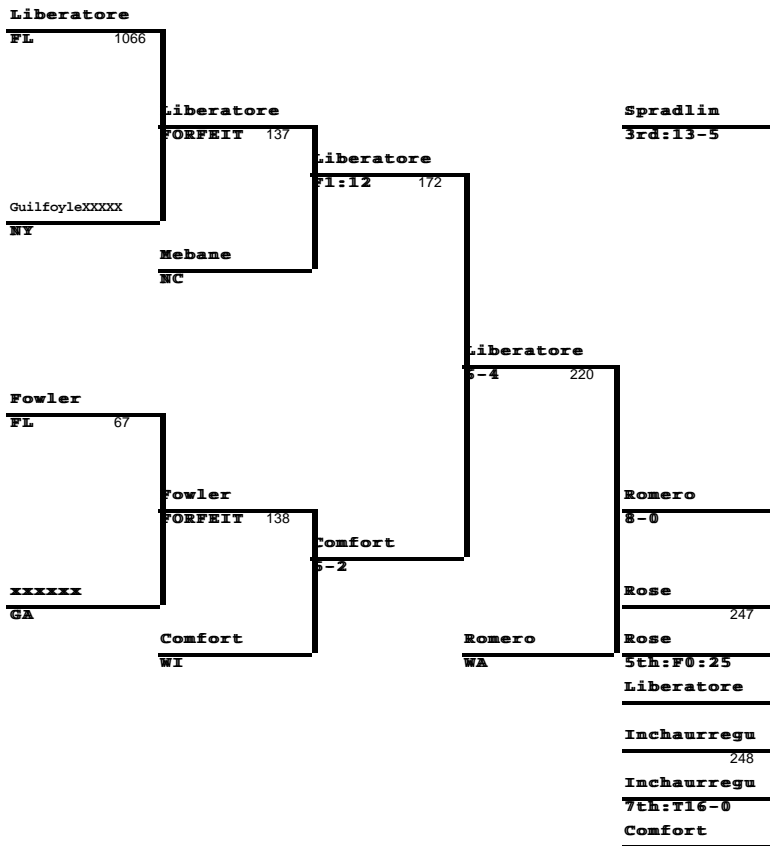 Liberatore
FL 1066
Liberatore
Spradlin
FORFEIT 137
3rd:13-5
Liberatore
F1:12 172
GuilfoyleXXXXX
NY
Mebane
NC
Liberatore
6-4 220
Fowler
FL 67
Fowler
Romero
FORFEIT 138
8-0
Comfort
6-2
xxxxxx
Rose
GA
247
Comfort
Romero
Rose
WI
WA
5th:F0:25
Liberatore
Inchaurregu
248
Inchaurregu
7th:T16-0
Comfort